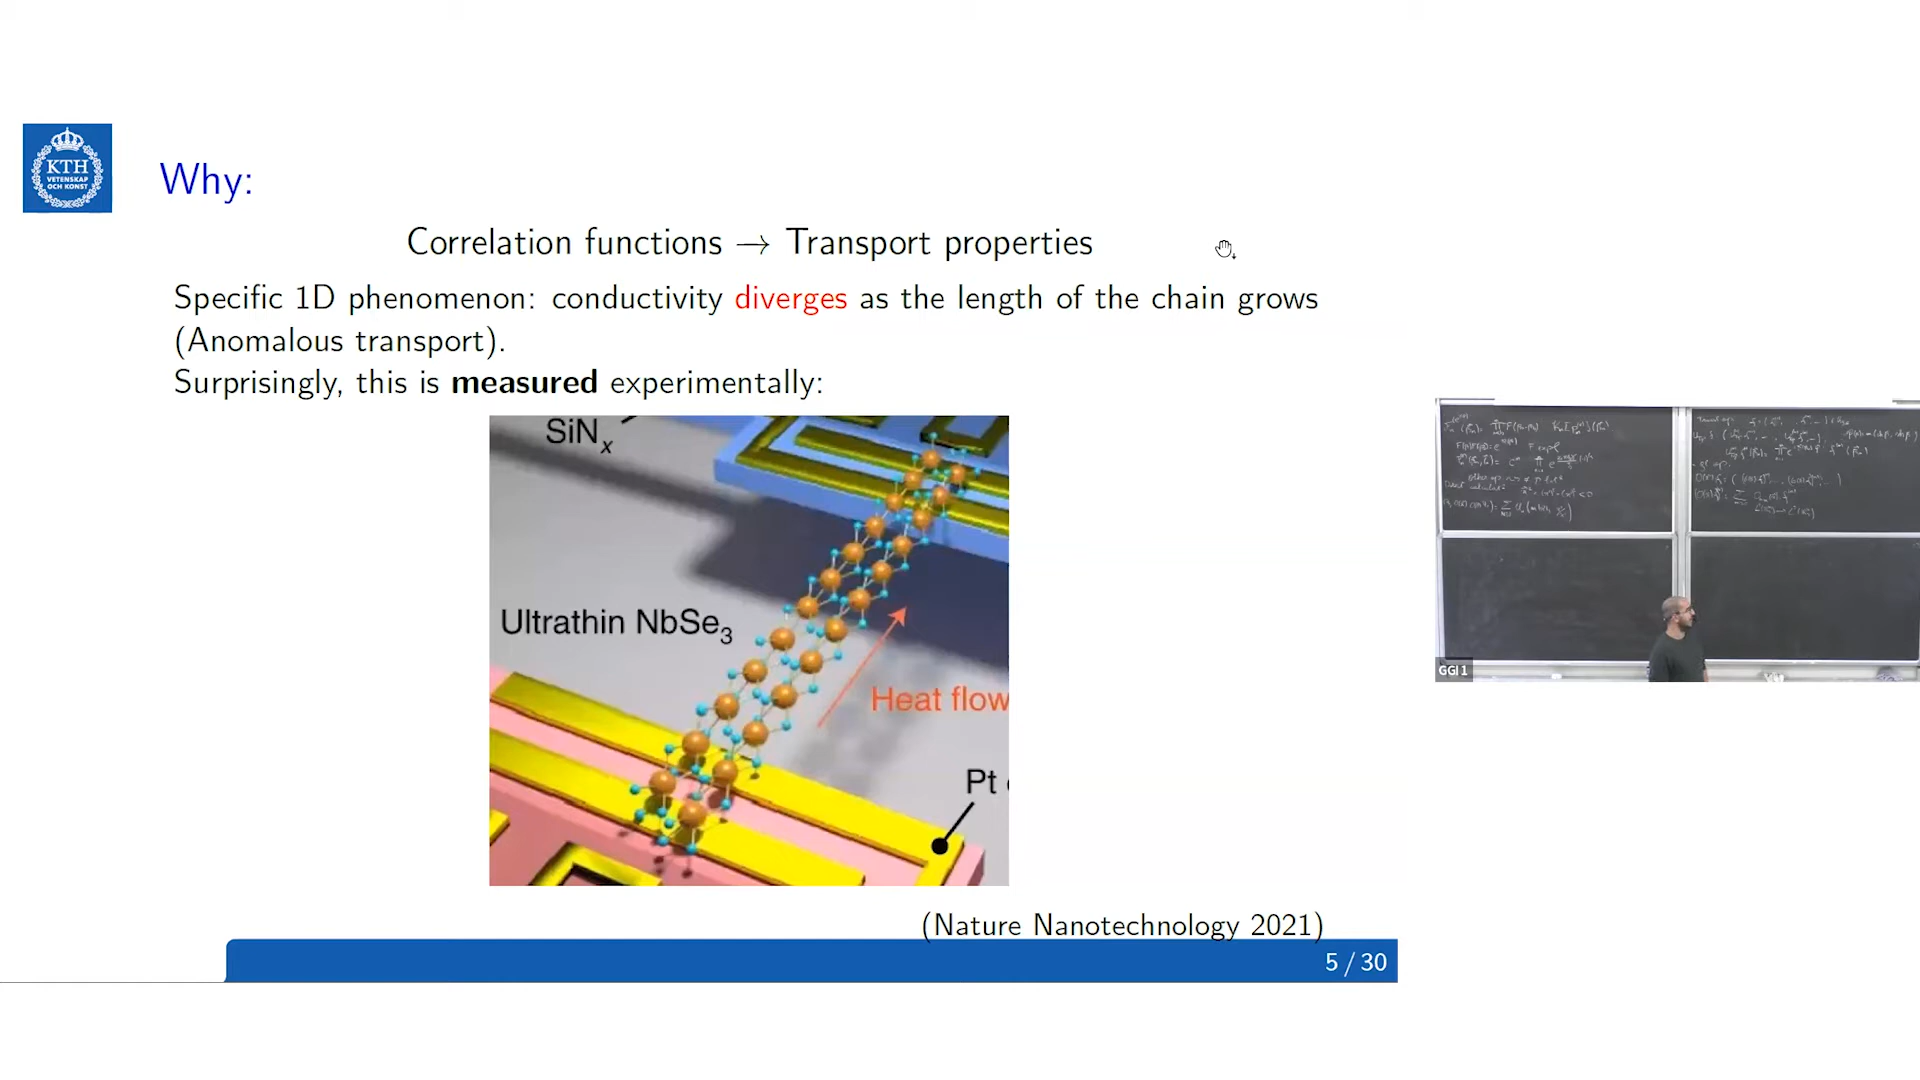 KTH
VETENSKAP
OCH KONST
Why:
Correlation functions → Transport properties
Specific 1D phenomenon: conductivity diverges as the length of the chain grows
(Anomalous transport).
Surprisingly, this is measured experimentally:
SiNx
Ultrathin NbSe3
Heat flow
Pt
(Nature Nanotechnology 2021)
5 / 30
GGI 1